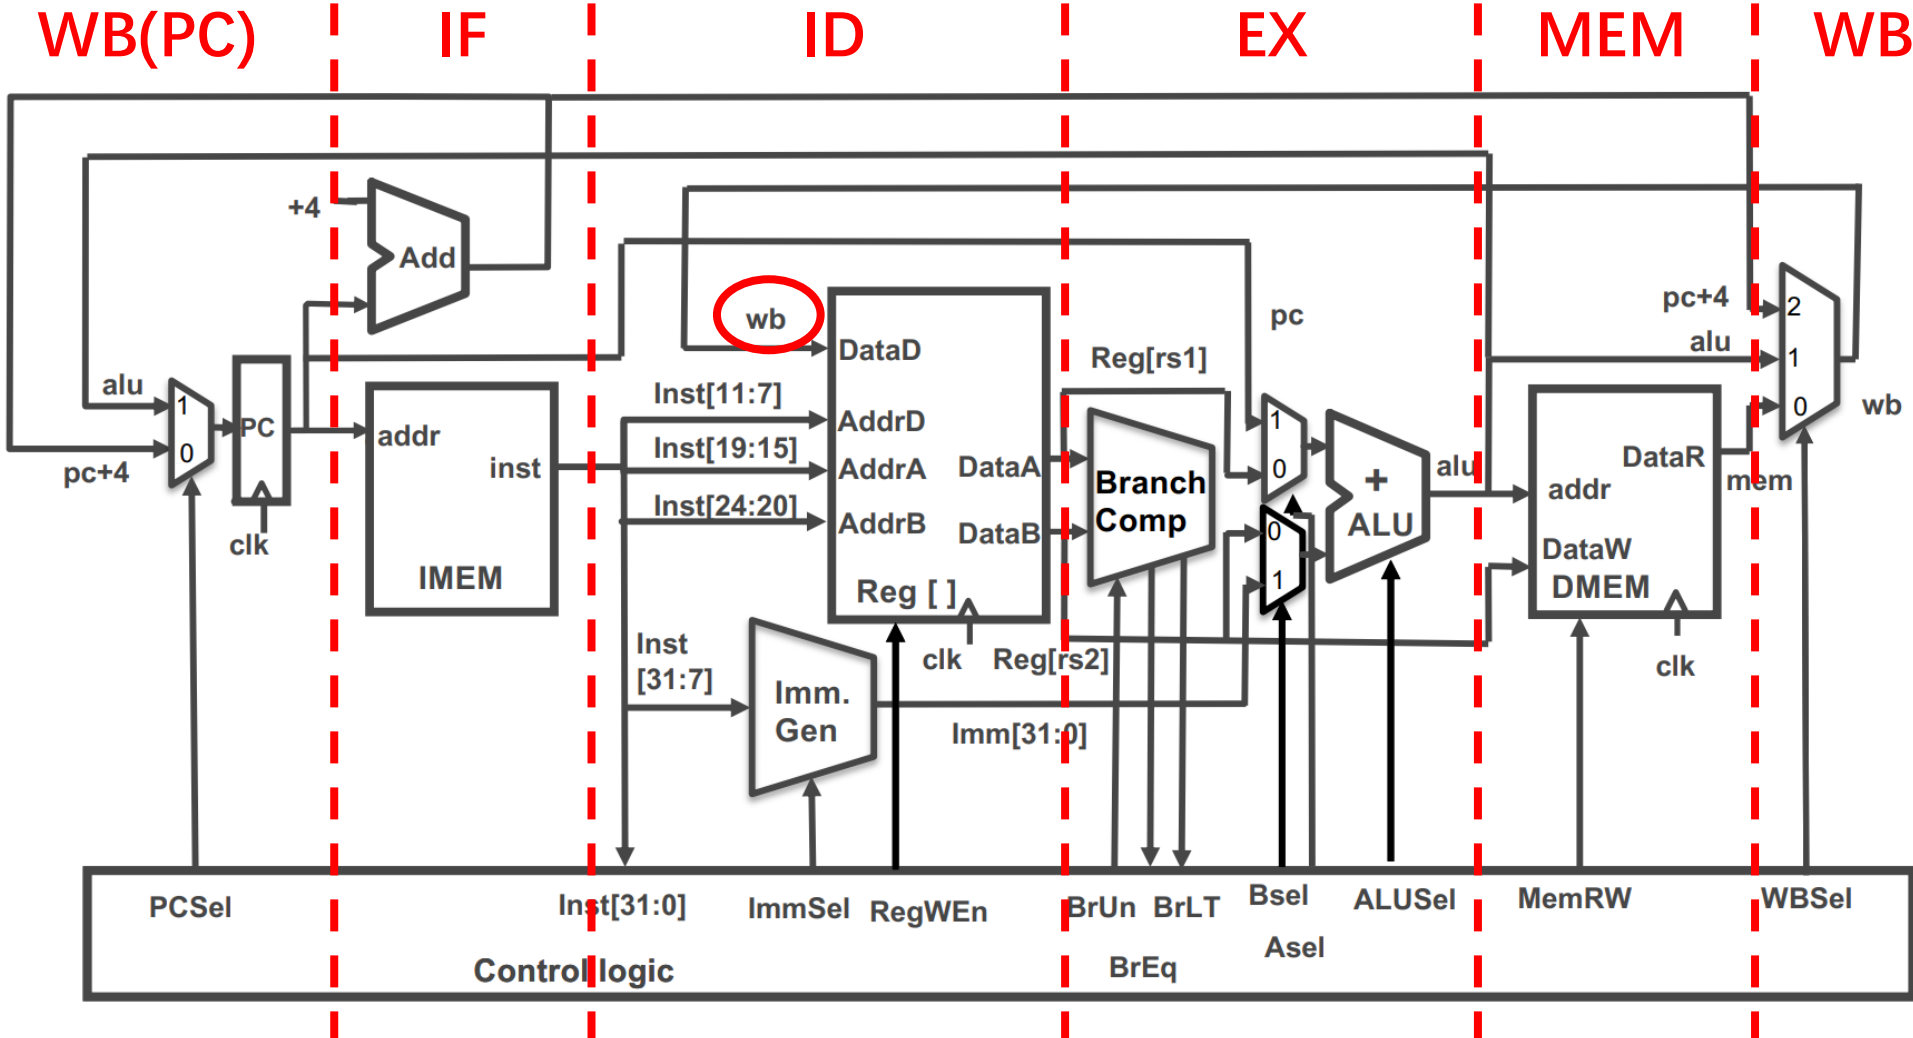 WB(PC)
IF
ID
EX
MEM
WB
+4
Add
wb
DataD
pc
pc+4
2
alu
1
0
wb
Reg[rs1]
alu
1
0
pc+4
PC
clk
addr
inst
IMEM
Inst[11:7]
AddrD
Inst[19:15]
AddrA
Inst[24:20]
AddrB
DataA
DataB
Reg [ ]
clk
Reg[rs2]
Branch
Comp
1
0
0
1
+
ALU
alu
addr
DataR
mem
DataW
DMEM
clk
Inst
[31:7]
Imm.
Gen
Imm[31:0]
PCSel
Inst[31:0]
ImmSel
RegWEn
BrUn
BrLT
Bsel
ALUSel
MemRW
WBSel
Asel
BrEq
Control logic